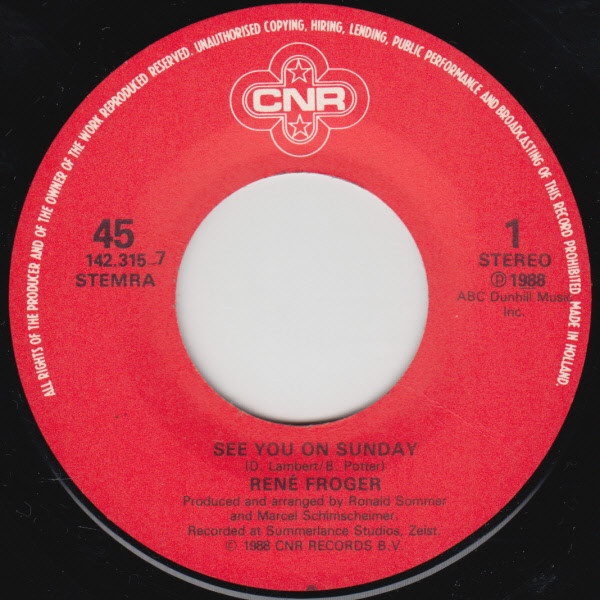 ALL RIGHTS OF THE PRODUCER AND OF THE OWNER OF THE WORK REPRODUCED RESERVED. UNAUTHORISED COPYING, HIRING, LENDING, PUBLIC PERFORMANCE AND BROADCASTING OF THIS RECORD PROHIBITED. MADE IN HOLLAND.
CNR
45
142.315-7
STEMRA
1
STEREO
Ⓟ 1988
ABC Dunhill Music
Inc.
SEE YOU ON SUNDAY
(D. Lambert/B. Potter)
RENÉ FROGER
Produced and arranged by Ronald Sommer
and Marcel Schimscheimer.
Recorded at Summerlance Studios, Zeist.
© 1988 CNR RECORDS B.V.